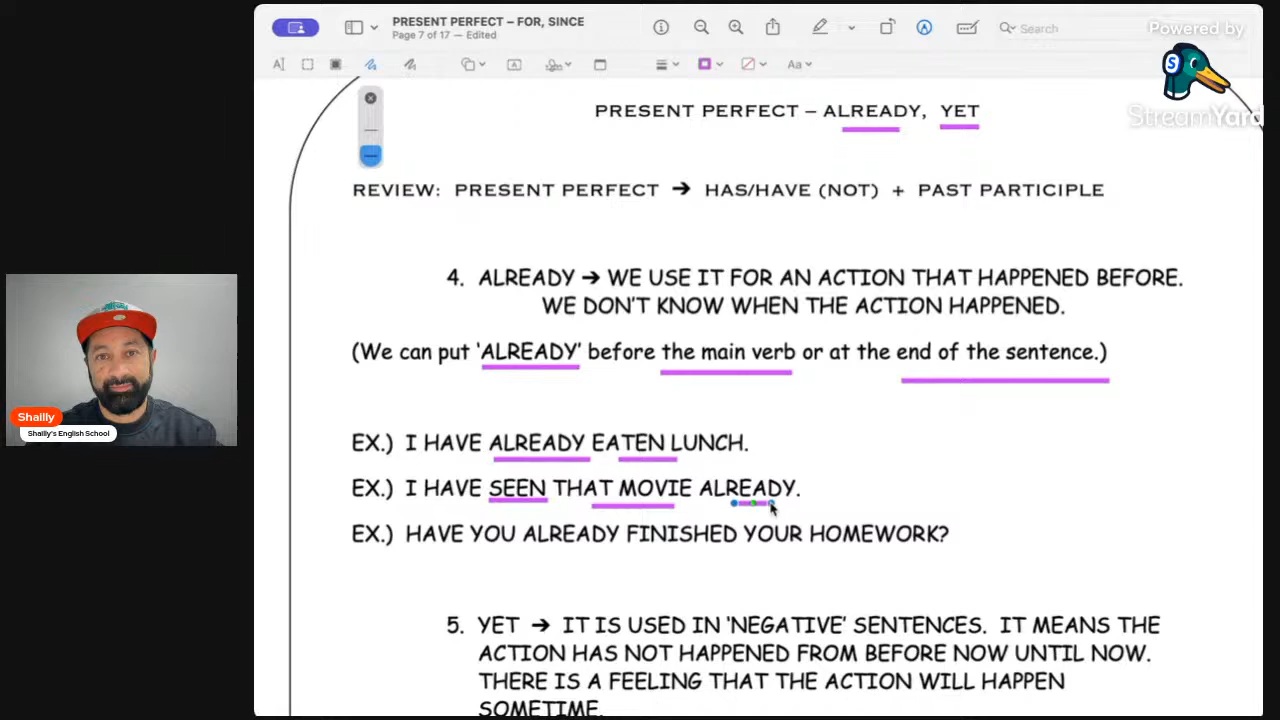 PRESENT PERFECT – FOR, SINCE
Page 7 of 17 — Edited
Search
Powered by
StreamYard
Aa
PRESENT PERFECT – ALREADY, YET
REVIEW: PRESENT PERFECT ➔ HAS/HAVE (NOT) + PAST PARTICIPLE
4. ALREADY ➔ WE USE IT FOR AN ACTION THAT HAPPENED BEFORE.
WE DON'T KNOW WHEN THE ACTION HAPPENED.
(We can put 'ALREADY' before the main verb or at the end of the sentence.)
EX.) I HAVE ALREADY EATEN LUNCH.
EX.) I HAVE SEEN THAT MOVIE ALREADY.
EX.) HAVE YOU ALREADY FINISHED YOUR HOMEWORK?
5. YET ➔ IT IS USED IN 'NEGATIVE' SENTENCES. IT MEANS THE
ACTION HAS NOT HAPPENED FROM BEFORE NOW UNTIL NOW.
THERE IS A FEELING THAT THE ACTION WILL HAPPEN
SOMETIME.
Shailly
Shailly's English School